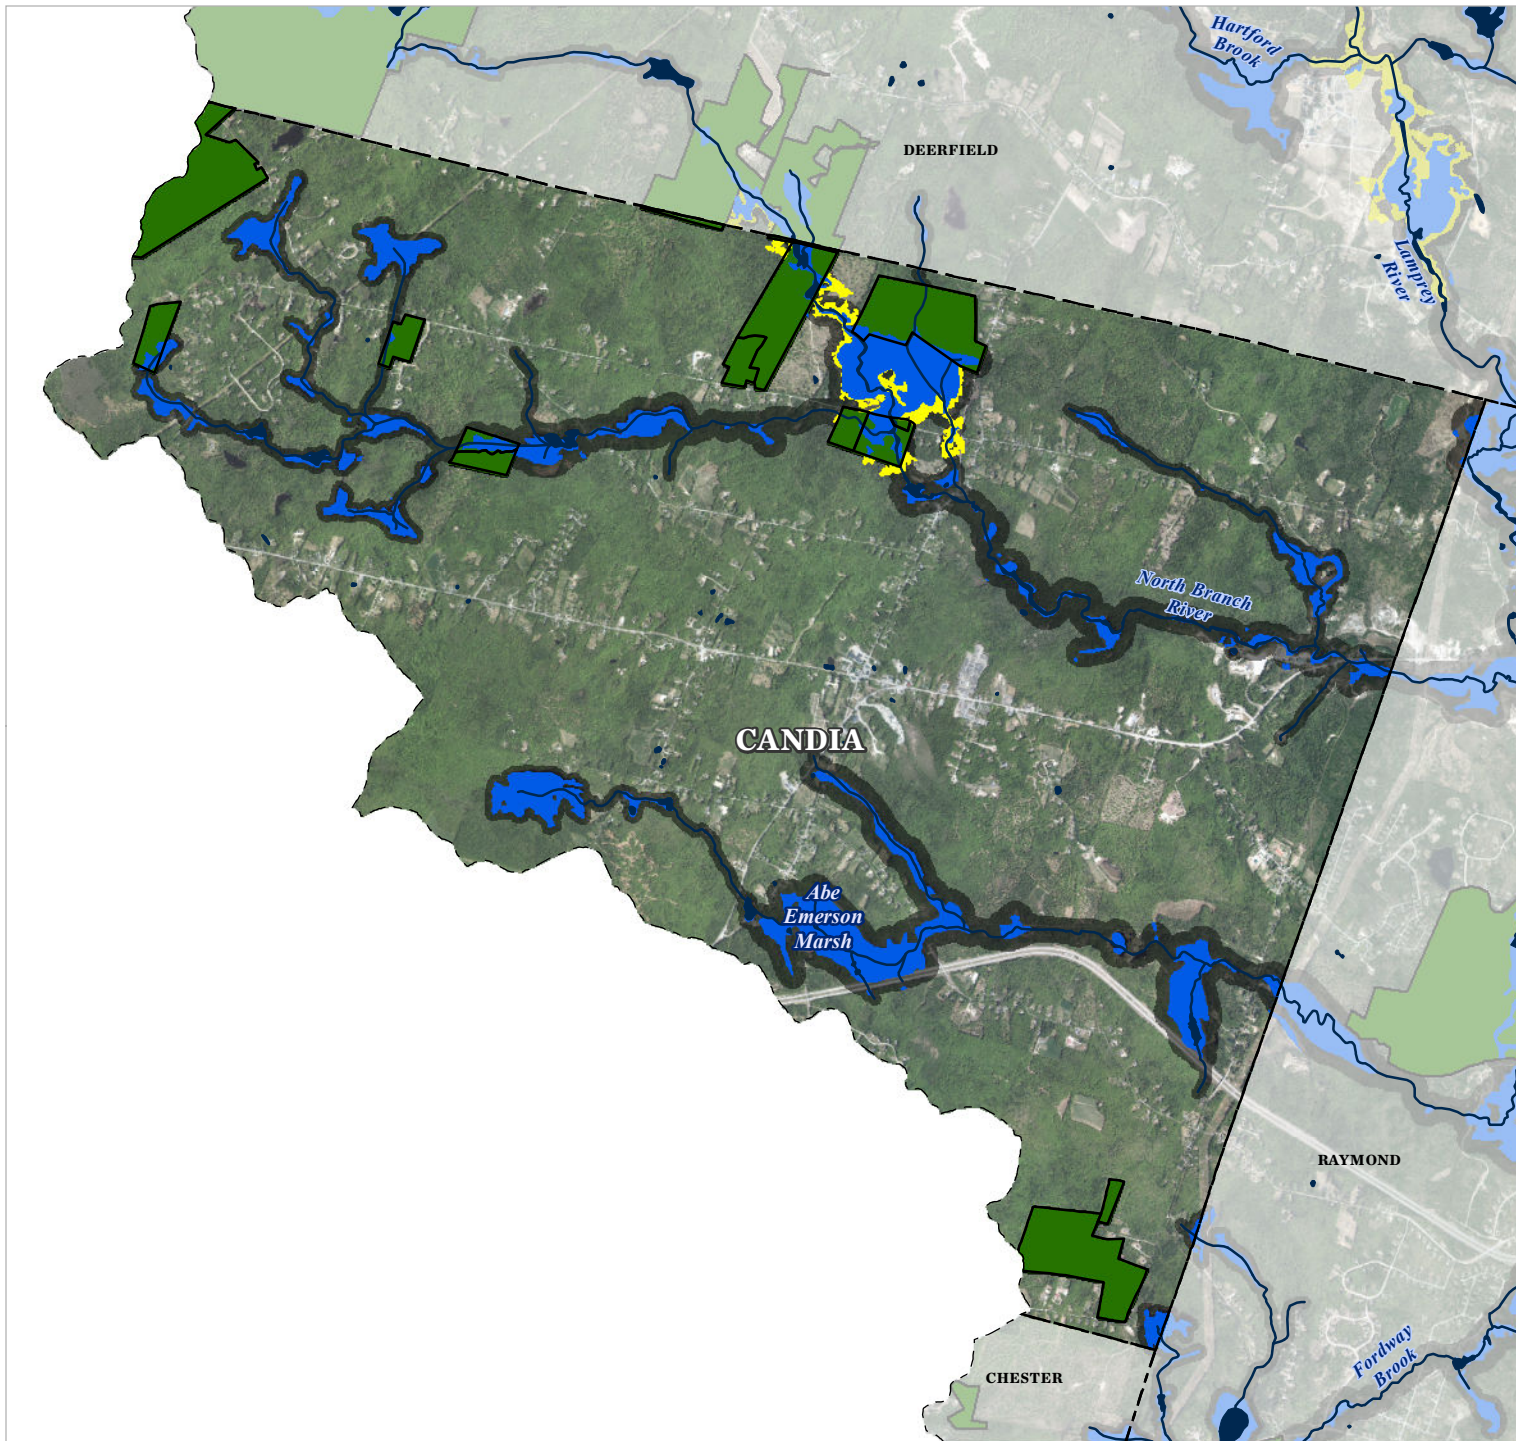 Hartford
Brook
DEERFIELD
Lamprey
River
North Branch
River
CANDIA
Abe
Emerson
Marsh
RAYMOND
Fordway
Brook
CHESTER